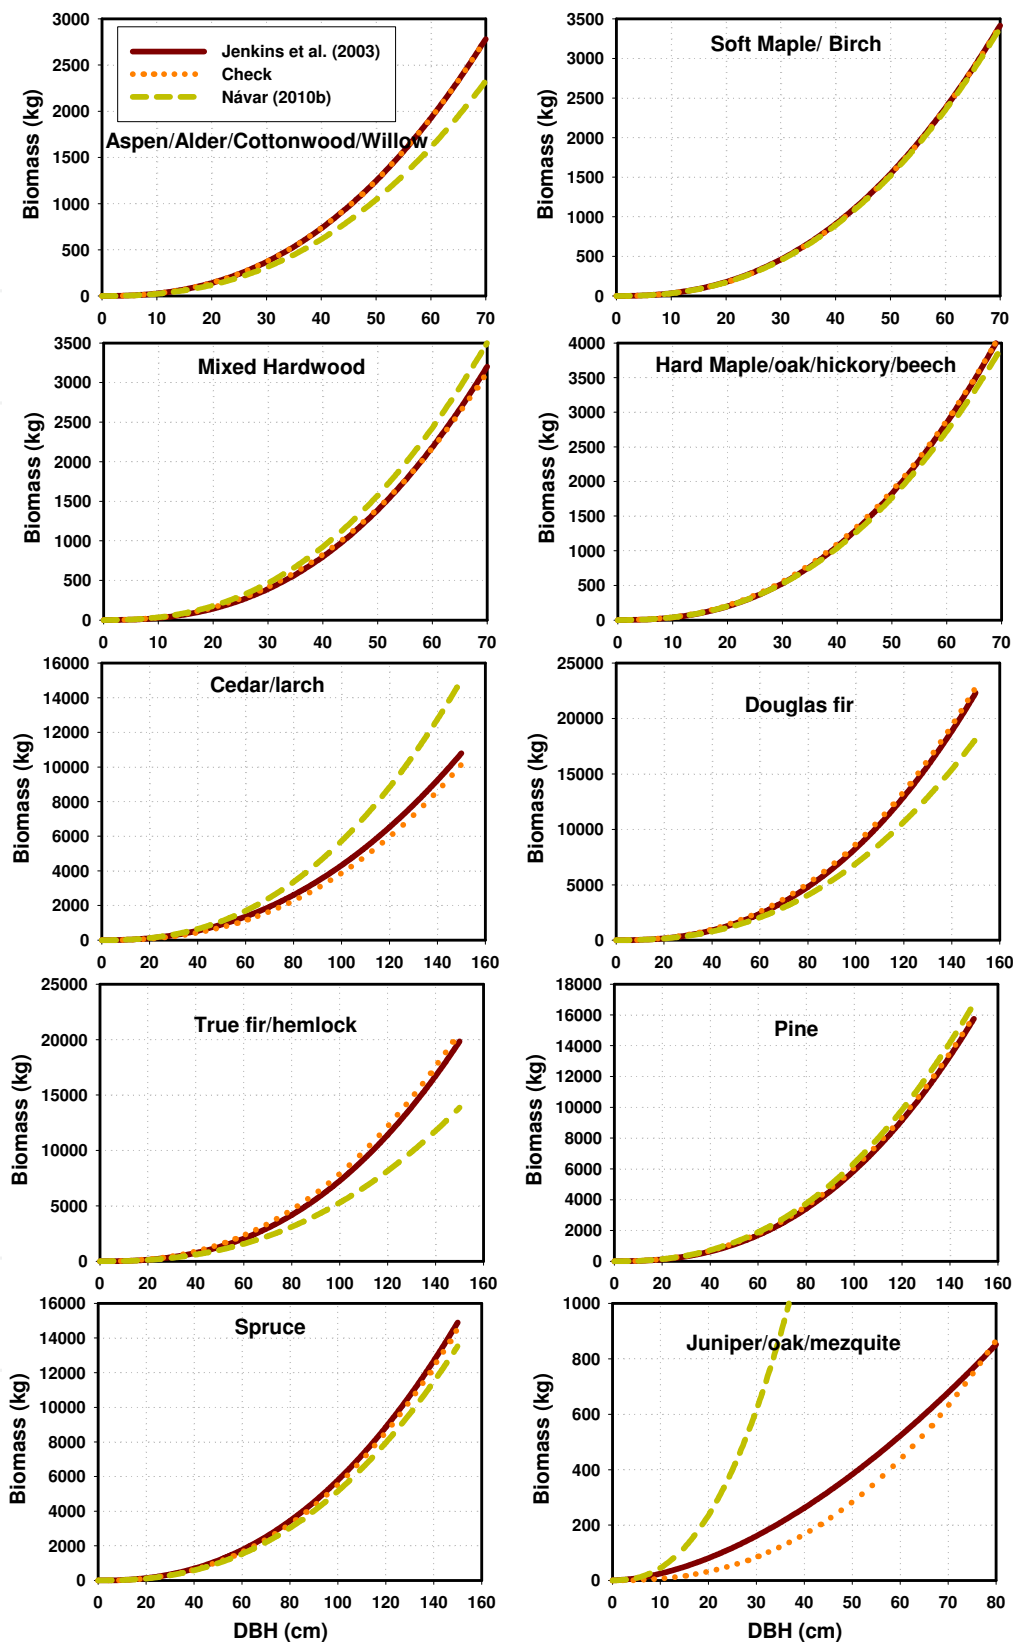 3000
2500
2000
1500
1000
500
0
Biomass (kg)
Jenkins et al. (2003)
Check
Návar (2010b)
Aspen/Alder/Cottonwood/Willow
0 10 20 30 40 50 60 70
3500
3000
2500
2000
1500
1000
500
0
Biomass (kg)
Soft Maple/ Birch
0 10 20 30 40 50 60 70
3500
3000
2500
2000
1500
1000
500
0
Biomass (kg)
Mixed Hardwood
0 10 20 30 40 50 60 70
4000
3500
3000
2500
2000
1500
1000
500
0
Biomass (kg)
Hard Maple/oak/hickory/beech
0 10 20 30 40 50 60 70
16000
14000
12000
10000
8000
6000
4000
2000
0
Biomass (kg)
Cedar/larch
0 20 40 60 80 100 120 140 160
25000
20000
15000
10000
5000
0
Biomass (kg)
Douglas fir
0 20 40 60 80 100 120 140 160
25000
20000
15000
10000
5000
0
Biomass (kg)
True fir/hemlock
0 20 40 60 80 100 120 140 160
18000
16000
14000
12000
10000
8000
6000
4000
2000
0
Biomass (kg)
Pine
0 20 40 60 80 100 120 140 160
16000
14000
12000
10000
8000
6000
4000
2000
0
Biomass (kg)
Spruce
0 20 40 60 80 100 120 140 160
DBH (cm)
1000
800
600
400
200
0
Biomass (kg)
Juniper/oak/mezquite
0 10 20 30 40 50 60 70 80
DBH (cm)